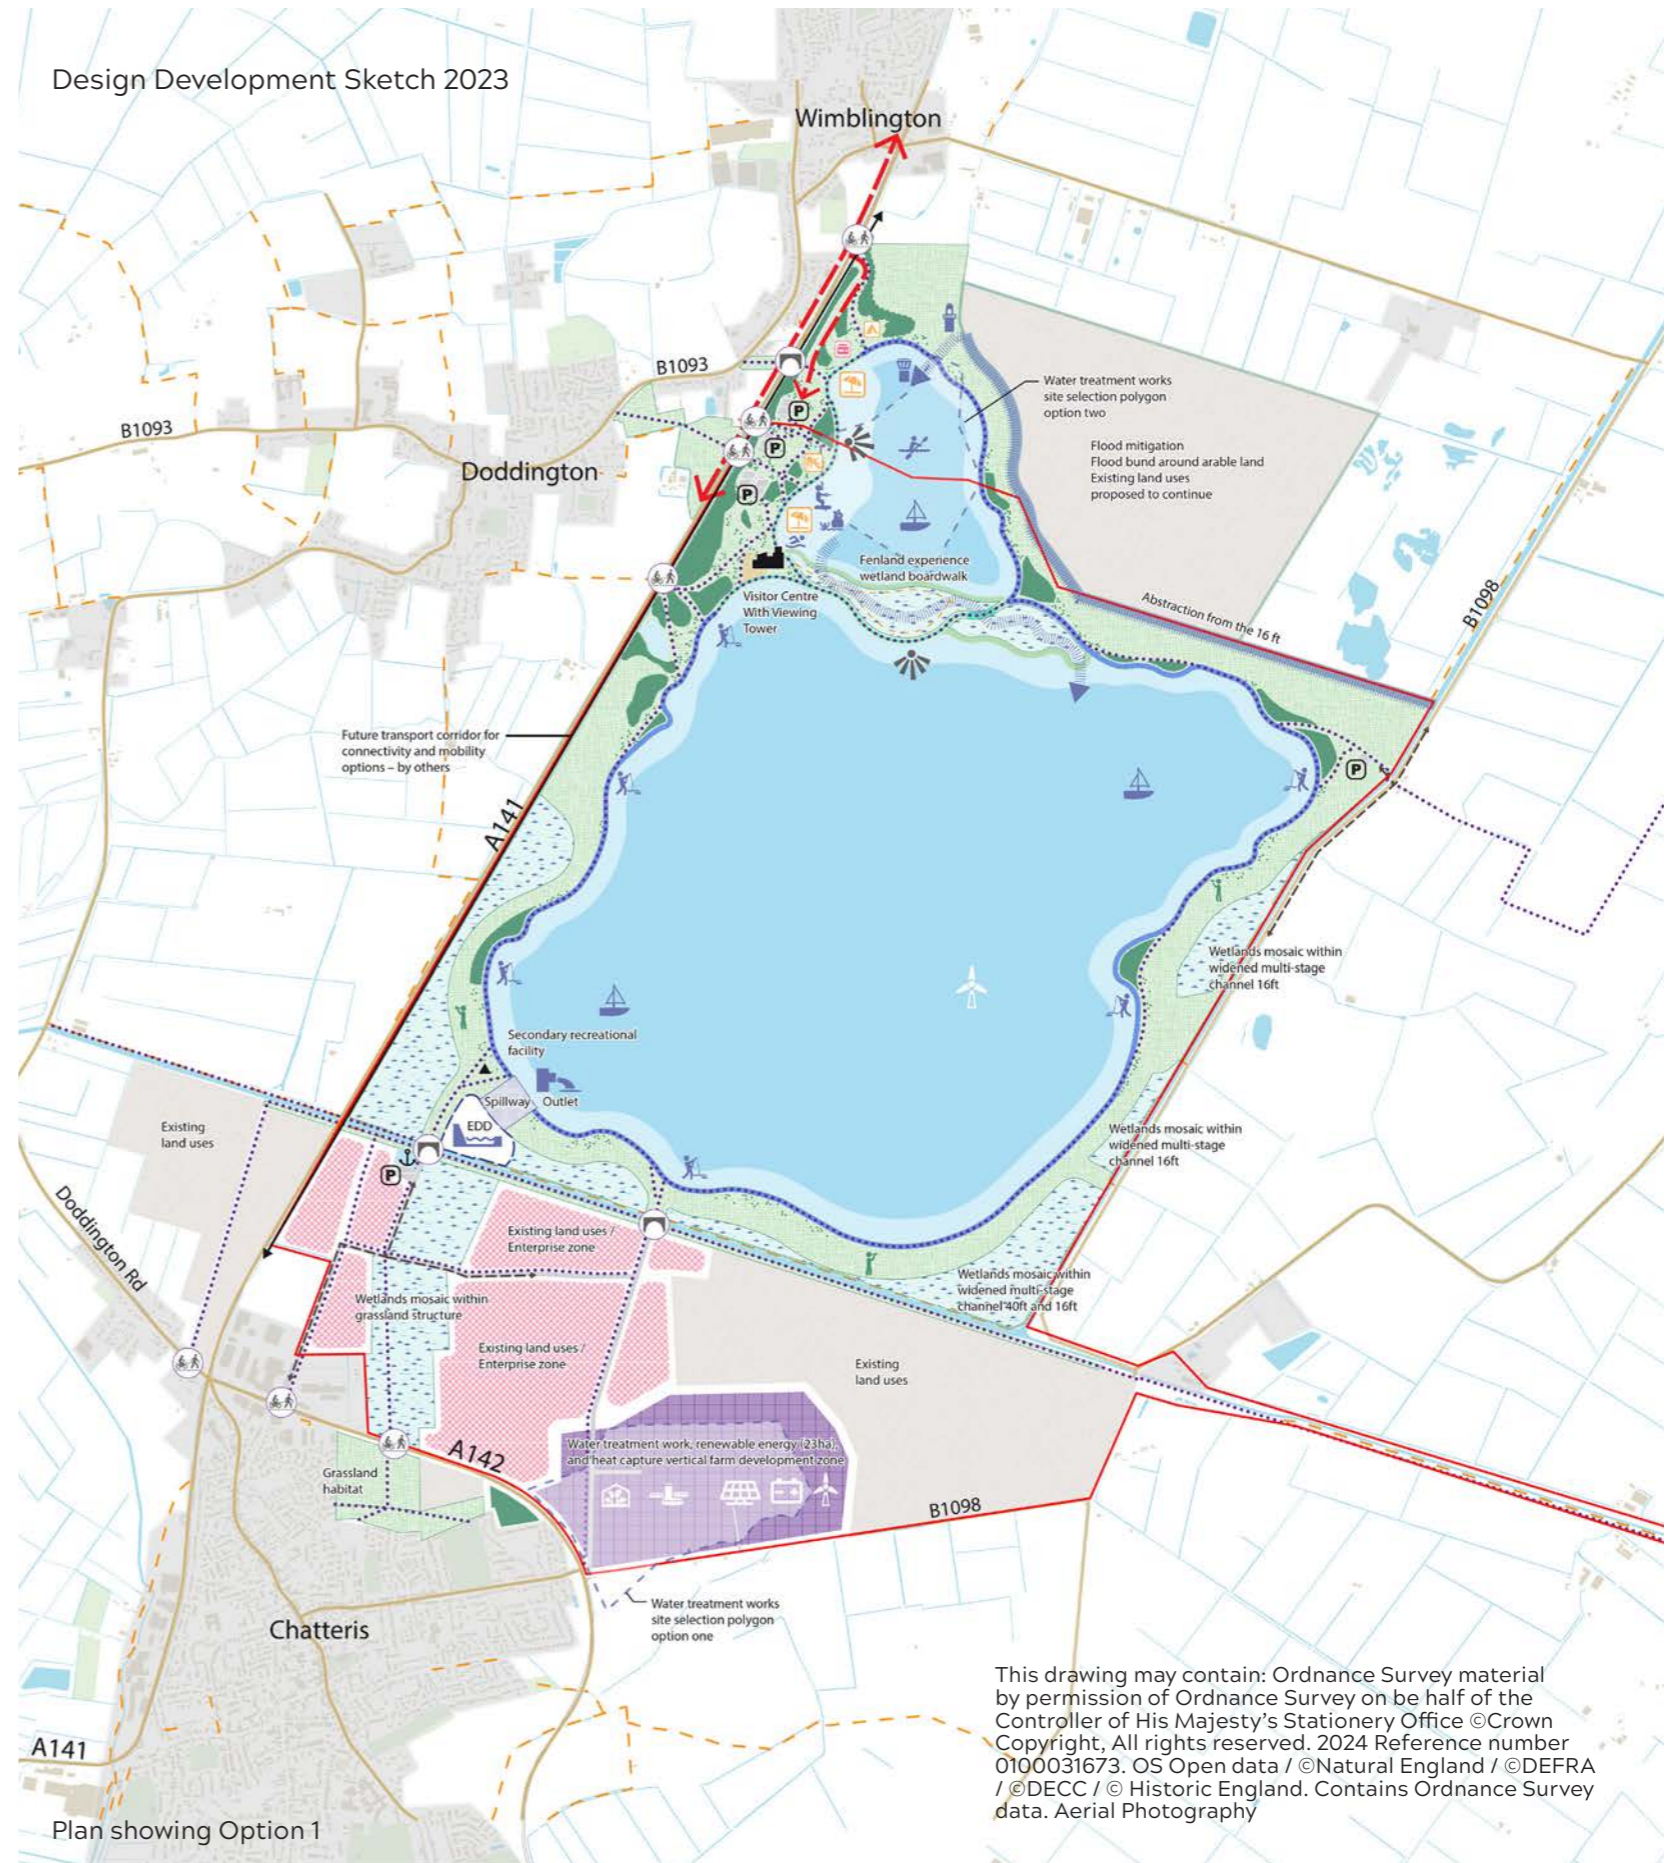 Design Development Sketch 2023
Wimblington
B1093
B1093
Doddington
P
P
P
Water treatment works
site selection polygon
option two
Flood mitigation
Flood bund around arable land
Existing land uses
proposed to continue
Fenland experience
wetland boardwalk
Visitor Centre
With Viewing
Tower
Abstraction from the 16 ft
B1098
Future transport corridor for
connectivity and mobility
options – by others
A141
P
Wetlands mosaic within
widened multi-stage
channel 16ft
Secondary recreational
facility
Spillway
Outlet
EDD
Existing
land uses
P
Wetlands mosaic within
widened multi-stage
channel 16ft
Doddington Rd
Existing land uses /
Enterprise zone
Wetlands mosaic within
widened multi-stage
channel 40ft and 16ft
Wetlands mosaic within
grassland structure
Existing land uses /
Enterprise zone
Existing
land uses
A142
Water treatment work, renewable energy (23ha),
and heat capture vertical farm development zone
Grassland
habitat
B1098
Water treatment works
site selection polygon
option one
Chatteris
A141
This drawing may contain: Ordnance Survey material
by permission of Ordnance Survey on be half of the
Controller of His Majesty’s Stationery Office ©Crown
Copyright, All rights reserved. 2024 Reference number
0100031673. OS Open data / ©Natural England / ©DEFRA
/ ©DECC / © Historic England. Contains Ordnance Survey
data. Aerial Photography
Plan showing Option 1